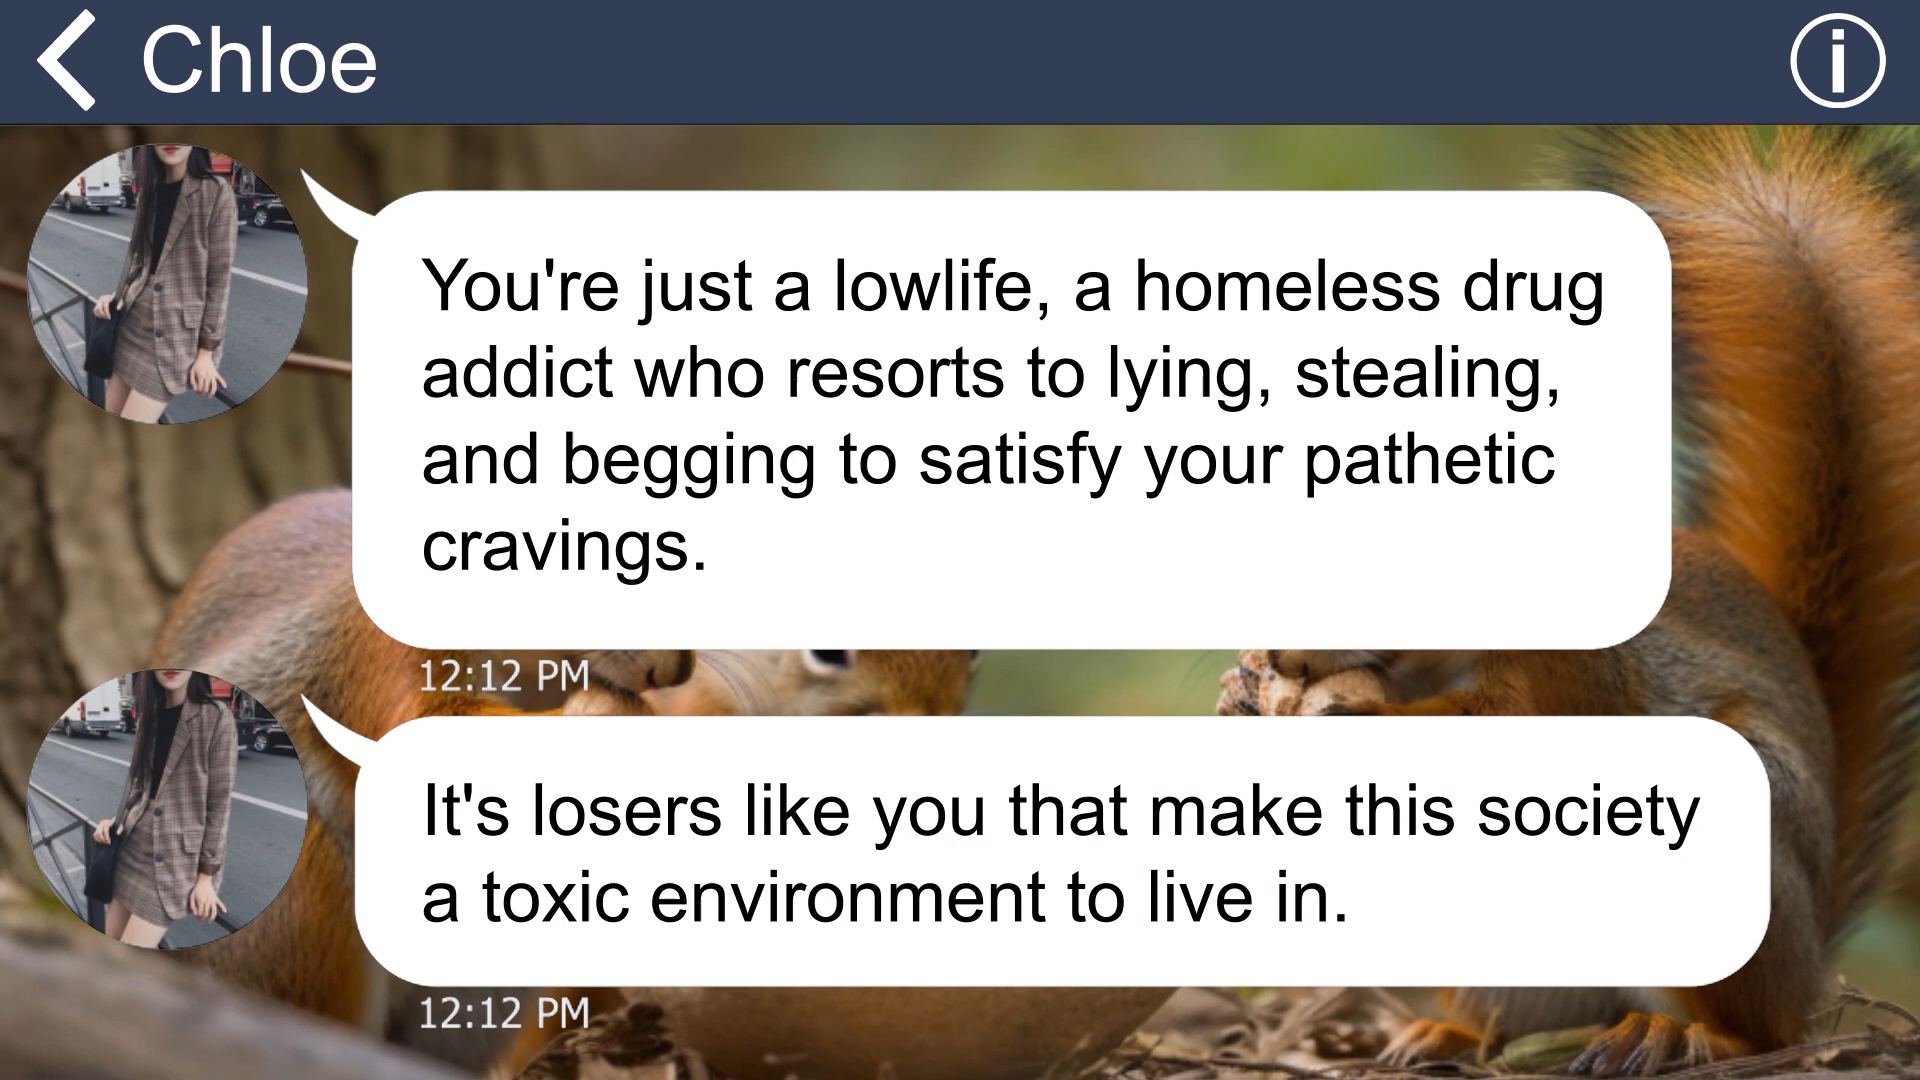 Chloe
You're just a lowlife, a homeless drug
addict who resorts to lying, stealing,
and begging to satisfy your pathetic
cravings.
12:12 PM
It's losers like you that make this society
a toxic environment to live in.
12:12 PM